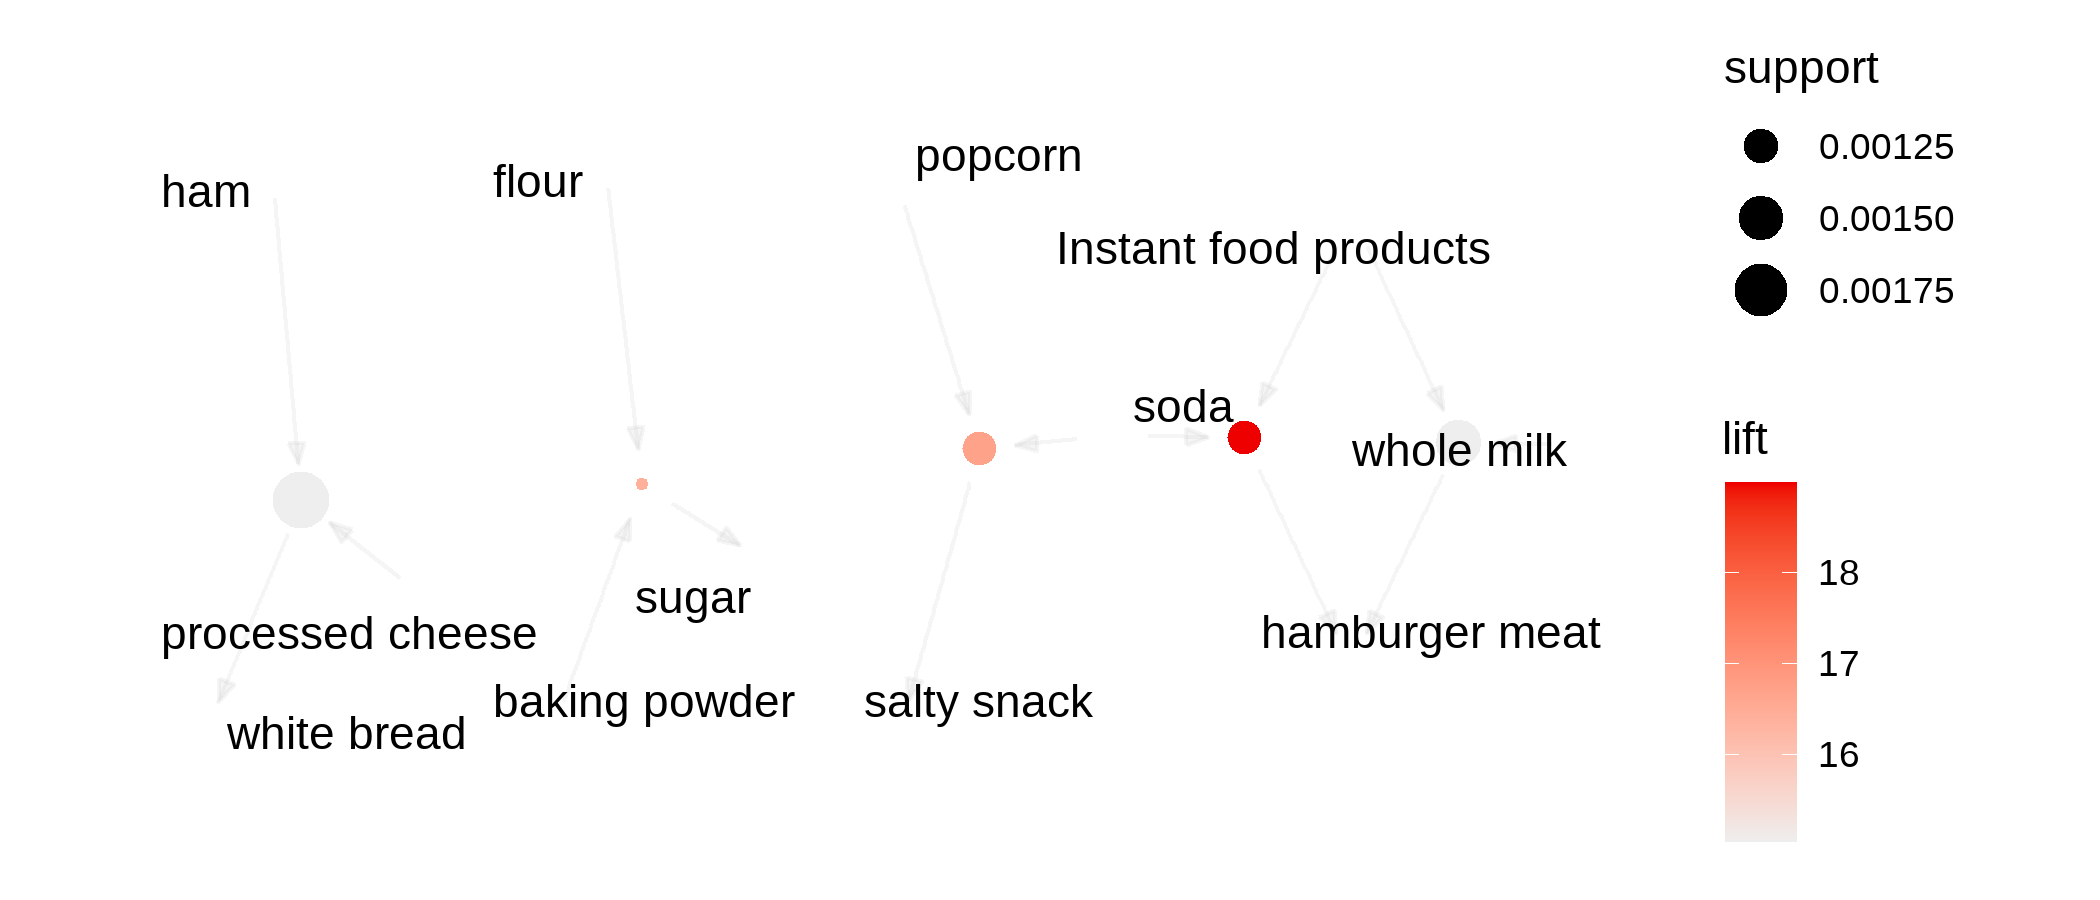 ham
flour
popcorn
Instant food products
soda
whole milk
sugar
processed cheese
hamburger meat
baking powder
salty snack
white bread
support
0.00125
0.00150
0.00175
lift
18
17
16